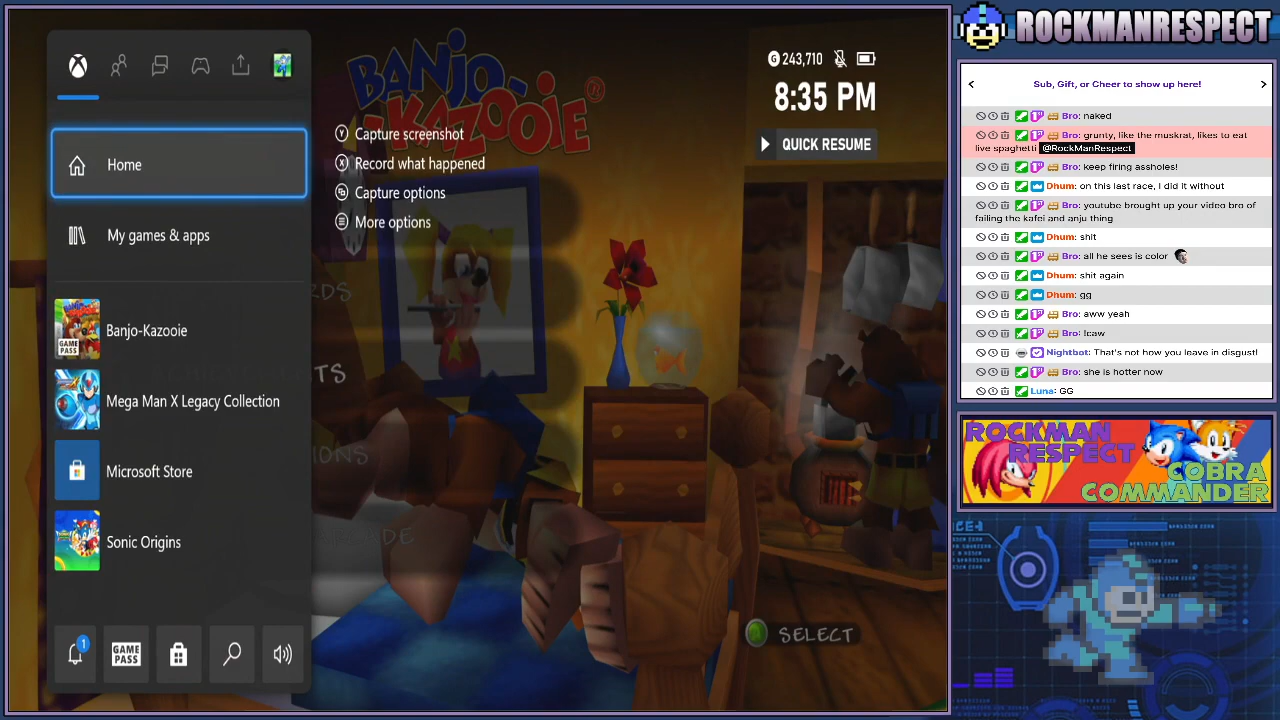 BANJO-
KAZOOIE
243,710
8:35 PM
QUICK RESUME
Home
My games & apps
Capture screenshot
Record what happened
Capture options
More options
Banjo-Kazooie
GAME
PASS
Mega Man X Legacy Collection
Microsoft Store
Sonic Origins
1
GAME
PASS
SELECT
ROCKMANRESPECT
Sub, Gift, or Cheer to show up here!
Bro: naked
Bro: grunty, like the muskrat, likes to eat
live spaghetti @RockManRespect
Bro: keep firing assholes!
Dhum: on this last race, I did it without
Bro: youtube brought up your video bro of
failing the kafei and anju thing
Dhum: shit
Bro: all he sees is color
Dhum: shit again
Dhum: gg
Bro: aww yeah
Bro: !caw
Nightbot: That's not how you leave in disgust!
Bro: she is hotter now
Luna: GG
ROCKMAN
RESPECT
COBRA
COMMANDER